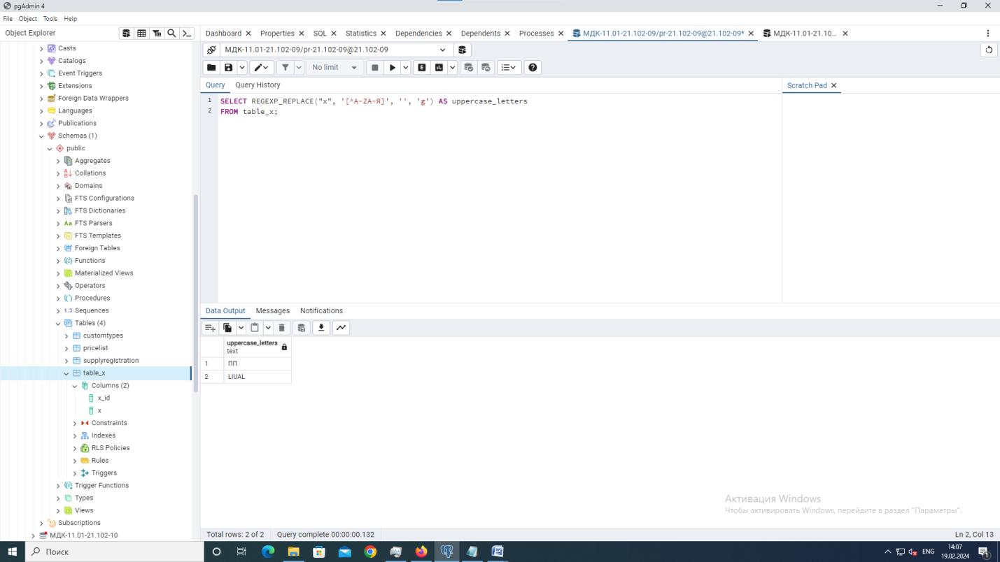 pgAdmin 4
File Object Tools Help
Object Explorer
Casts
Catalogs
Event Triggers
Extensions
Foreign Data Wrappers
Languages
Publications
Schemas (1)
public
Aggregates
Collations
Domains
FTS Configurations
FTS Dictionaries
Aa FTS Parsers
FTS Templates
Foreign Tables
Functions
Materialized Views
Operators
Procedures
1..3 Sequences
Tables (4)
customtypes
pricelist
supplyregistration
table_x
Columns (2)
x_id
x
Constraints
Indexes
RLS Policies
Rules
Triggers
Trigger Functions
Types
Views
Subscriptions
МДК-11.01-21.102-10
Dashboard Properties SQL Statistics Dependencies Dependents Processes МДК-11.01-21.102-09/pr-21.102-09@21.102-09* МДК-11.01-21.10...
МДК-11.01-21.102-09/pr-21.102-09@21.102-09
No limit
Query Query History
1 SELECT REGEXP_REPLACE("x", '[^A-ZА-Я]', '', 'g') AS uppercase_letters
2 FROM table_x;
Scratch Pad
Data Output Messages Notifications
uppercase_letters
text
1 ПП
2 LIUAL
Активация Windows
Чтобы активировать Windows, перейдите в раздел "Параметры".
Total rows: 2 of 2 Query complete 00:00:00.132 Ln 2, Col 13
Поиск
ENG
14:07
19.02.2024
1